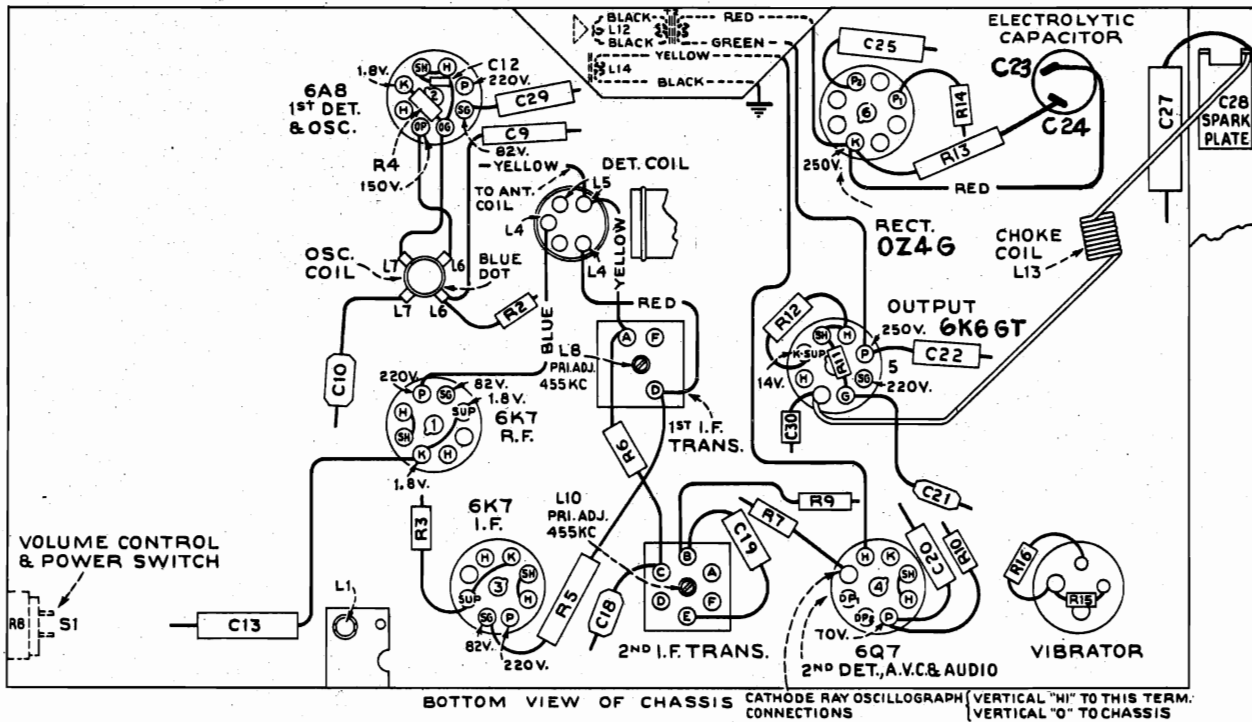 BLACK
RED
L12
T2
BLACK
GREEN
YELLOW
L14
BLACK
ELECTROLYTIC
CAPACITOR
C23
C24
C25
P2
P1
6
K
250V.
R14
R13
RED
RECT.
OZ4G
C27
C28
SPARK
PLATE
CHOKE
COIL
L13
6A8
1ST DET.
& OSC.
1.8V.
SH
H
C12
P
220V.
K
2
H
SG
OP
OG
82V.
R4
150V.
C29
C9
YELLOW
TO ANT.
COIL
DET. COIL
L5
L4
L4
YELLOW
OSC.
COIL
BLUE
DOT
L7
L6
L7
L6
R2
C10
BLUE
RED
A
F
D
L8
PRI. ADJ.
455KC
1ST I.F.
TRANS.
220V.
82V.
1.8V.
P
SG
SUP
H
1
SH
K
H
6K7
R.F.
1.8V.
R12
OUTPUT
6K6GT
250V.
SH
H
K-SUP
R11
P
5
14V.
H
G
SG
220V.
C22
C30
C21
R6
R3
6K7
I.F.
H
K
SH
3
H
SUP
SG
P
82V.
220V.
R5
L10
PRI. ADJ.
455KC
C18
B
C
A
D
F
E
C19
2ND I.F. TRANS.
R9
R7
H
K
SH
4
H
DP1
DP2
P
70V.
C20
R10
6Q7
2ND DET., A.V.C. & AUDIO
R16
R15
VIBRATOR
VOLUME CONTROL
& POWER SWITCH
R8
S1
C13
L1
BOTTOM VIEW OF CHASSIS
CATHODE RAY OSCILLOGRAPH { VERTICAL "HI" TO THIS TERM.
CONNECTIONS VERTICAL "O" TO CHASSIS